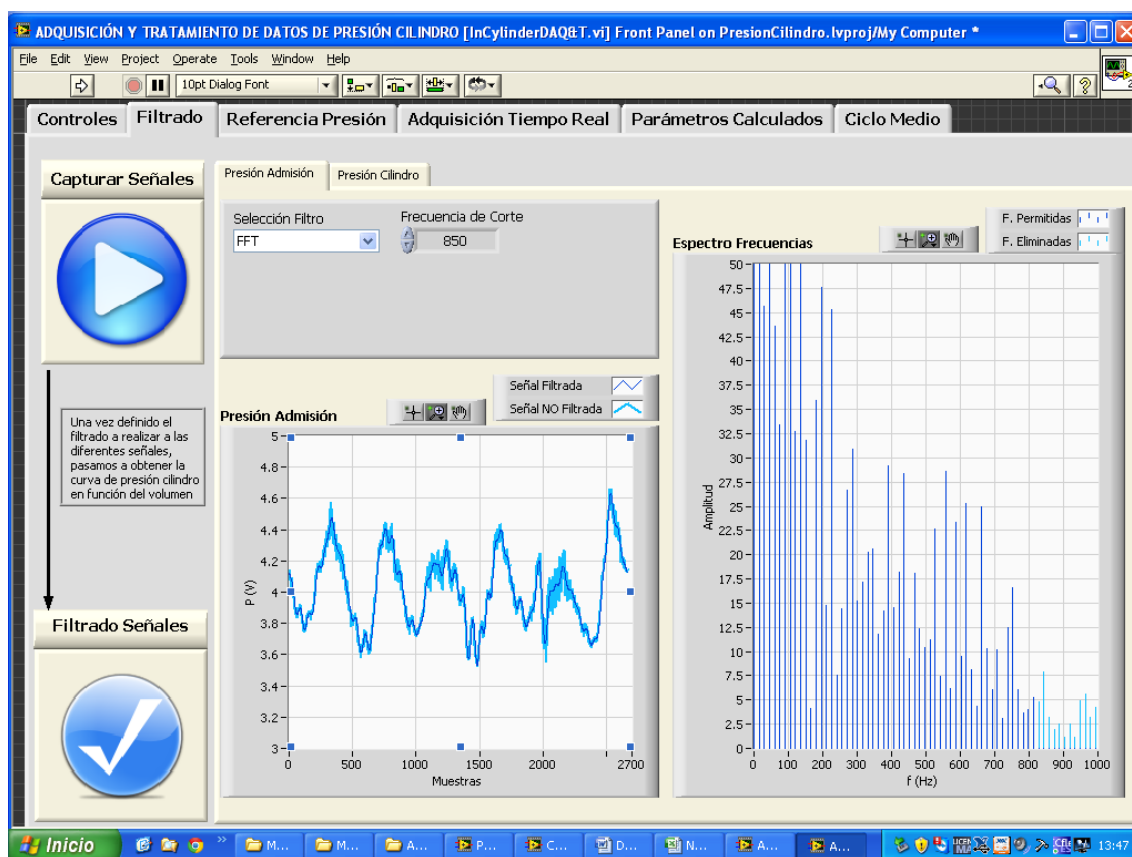 ADQUISICIÓN Y TRATAMIENTO DE DATOS DE PRESIÓN CILINDRO [InCylinderDAQ&T.vi] Front Panel on PresionCilindro.lvproj/My Computer *
File Edit View Project Operate Tools Window Help
10pt Dialog Font
2
Controles Filtrado Referencia Presión Adquisición Tiempo Real Parámetros Calculados Ciclo Medio
Capturar Señales
Presión Admisión Presión Cilindro
Selección Filtro
FFT
Frecuencia de Corte
850
Una vez definido el
filtrado a realizar a las
diferentes señales,
pasamos a obtener la
curva de presión cilindro
en función del volumen
Filtrado Señales
Señal Filtrada
Señal NO Filtrada
Presión Admisión
P (V)
5
4.8
4.6
4.4
4.2
4
3.8
3.6
3.4
3.2
3
0 500 1000 1500 2000 2700
Muestras
F. Permitidas
F. Eliminadas
Espectro Frecuencias
Amplitud
50
47.5
45
42.5
40
37.5
35
32.5
30
27.5
25
22.5
20
17.5
15
12.5
10
7.5
5
2.5
0
0 100 200 300 400 500 600 700 800 900 1000
f (Hz)
Inicio » M... M... A... P... C... D... N... A... A... 13:47